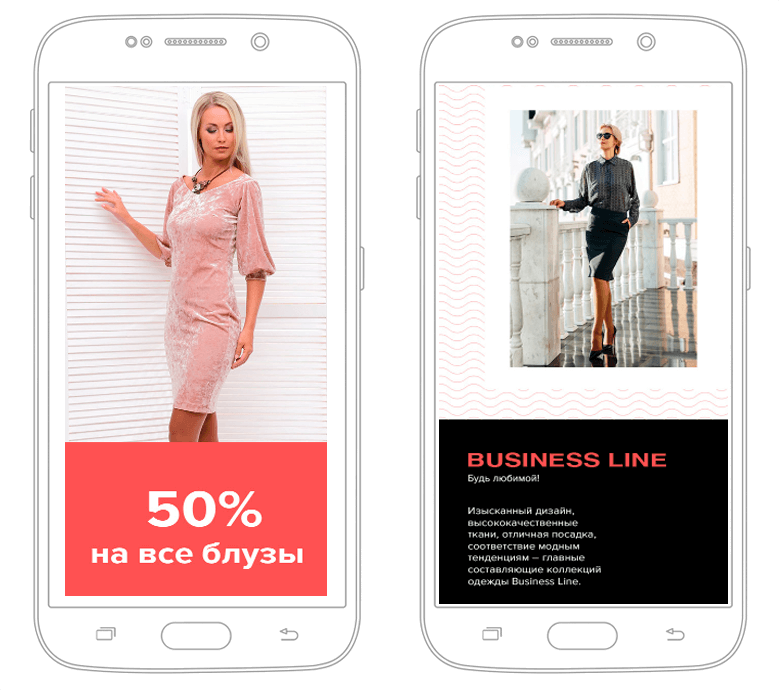 50%
на все блузы
BUSINESS LINE
Будь любимой!
Изысканный дизайн,
высококачественные
ткани, отличная посадка,
соответствие модным
тенденциям – главные
составляющие коллекций
одежды Business Line.